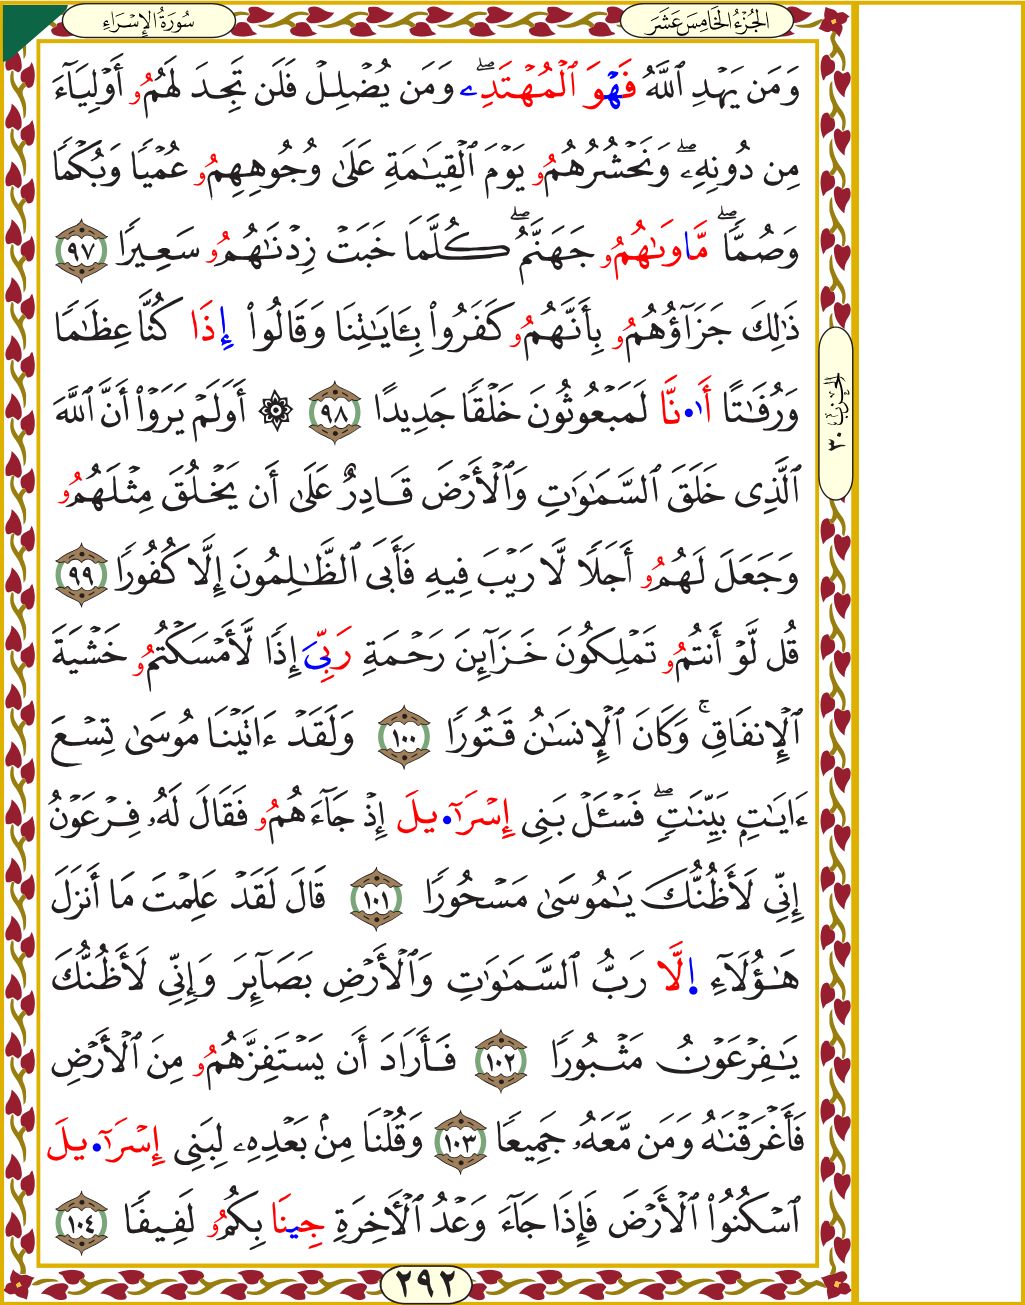 سُورَةُ الإِسْرَاءِ
الجُزْءُ الخَامِسَ عَشَرَ
وَمَن يَهْدِ ٱللَّهُ فَهْوَ ٱلْمُهْتَدِۦ ۖ وَمَن يُضْلِلْ فَلَن تَجِدَ لَهُمُۥ أَوْلِيَآءَ
مِن دُونِهِۦ ۖ وَنَحْشُرُهُمُۥ يَوْمَ ٱلْقِيَـٰمَةِ عَلَىٰ وُجُوهِهِمُۥ عُمْيًا وَبُكْمًا
وَصُمًّا ۖ مَّاوَىٰهُمُۥ جَهَنَّمُ ۖ كُلَّمَا خَبَتْ زِدْنَـٰهُمُۥ سَعِيرًا ٩٧
ذَٰلِكَ جَزَآؤُهُمُۥ بِأَنَّهُمُۥ كَفَرُوا۟ بِـَٔايَـٰتِنَا وَقَالُوٓا۟ إِذَا كُنَّا عِظَـٰمًا
وَرُفَـٰتًا أَ۟نَّا لَمَبْعُوثُونَ خَلْقًا جَدِيدًا ٩٨ ۞ أَوَلَمْ يَرَوْا۟ أَنَّ ٱللَّهَ
ٱلَّذِى خَلَقَ ٱلسَّمَـٰوَٰتِ وَٱلْأَرْضَ قَادِرٌ عَلَىٰٓ أَن يَخْلُقَ مِثْلَهُمُۥ
وَجَعَلَ لَهُمُۥ أَجَلًا لَّا رَيْبَ فِيهِ فَأَبَى ٱلظَّـٰلِمُونَ إِلَّا كُفُورًا ٩٩
قُل لَّوْ أَنتُمُۥ تَمْلِكُونَ خَزَآئِنَ رَحْمَةِ رَبِّىَ إِذًا لَّأَمْسَكْتُمُۥ خَشْيَةَ
ٱلْإِنفَاقِ ۚ وَكَانَ ٱلْإِنسَـٰنُ قَتُورًا ١٠٠ وَلَقَدْ ءَاتَيْنَا مُوسَىٰ تِسْعَ
ءَايَـٰتٍۭ بَيِّنَـٰتٍ ۖ فَسْـَٔلْ بَنِىٓ إِسْرَآ۟يلَ إِذْ جَآءَهُمُۥ فَقَالَ لَهُۥ فِرْعَوْنُ
إِنِّى لَأَظُنُّكَ يَـٰمُوسَىٰ مَسْحُورًا ١٠١ قَالَ لَقَدْ عَلِمْتَ مَآ أَنزَلَ
هَـٰٓؤُلَآءِ اِلَّا رَبُّ ٱلسَّمَـٰوَٰتِ وَٱلْأَرْضِ بَصَآئِرَ وَإِنِّى لَأَظُنُّكَ
يَـٰفِرْعَوْنُ مَثْبُورًا ١٠٢ فَأَرَادَ أَن يَسْتَفِزَّهُمُۥ مِنَ ٱلْأَرْضِ
فَأَغْرَقْنَـٰهُ وَمَن مَّعَهُۥ جَمِيعًا ١٠٣ وَقُلْنَا مِنۢ بَعْدِهِۦ لِبَنِىٓ إِسْرَآ۟يلَ
ٱسْكُنُوا۟ ٱلْأَرْضَ فَإِذَا جَآءَ وَعْدُ ٱلْأَخِرَةِ جِينَا بِكُمُۥ لَفِيفًا ١٠٤
الحِزْبُ ٣٠
٢٩٢